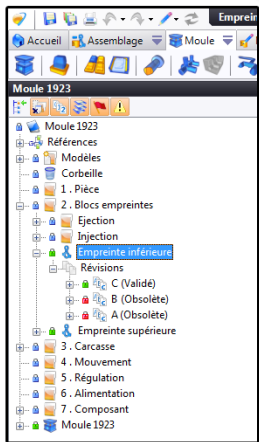 Emprein
Accueil Assemblage Moule
Moule 1923
Moule 1923
Références
Modèles
Corbeille
1. Pièce
2. Blocs empreintes
Ejection
Injection
Empreinte inférieure
Révisions
C (Validé)
B (Obsolète)
A (Obsolète)
Empreinte supérieure
3. Carcasse
4. Mouvement
5. Régulation
6. Alimentation
7. Composant
Moule 1923